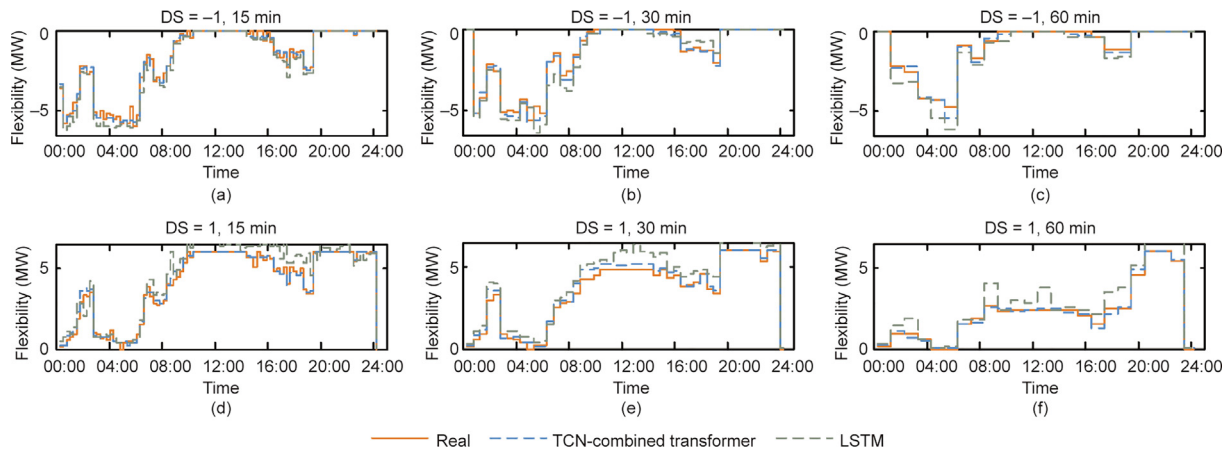 DS = –1, 15 min
Flexibility (MW)
0
–5
00:00 04:00 08:00 12:00 16:00 20:00 24:00
Time
(a)
DS = –1, 30 min
Flexibility (MW)
0
–5
00:00 04:00 08:00 12:00 16:00 20:00 24:00
Time
(b)
DS = –1, 60 min
Flexibility (MW)
0
–5
00:00 04:00 08:00 12:00 16:00 20:00 24:00
Time
(c)
DS = 1, 15 min
Flexibility (MW)
5
0
00:00 04:00 08:00 12:00 16:00 20:00 24:00
Time
(d)
DS = 1, 30 min
Flexibility (MW)
5
0
00:00 04:00 08:00 12:00 16:00 20:00 24:00
Time
(e)
DS = 1, 60 min
Flexibility (MW)
5
0
00:00 04:00 08:00 12:00 16:00 20:00 24:00
Time
(f)
Real TCN-combined transformer LSTM